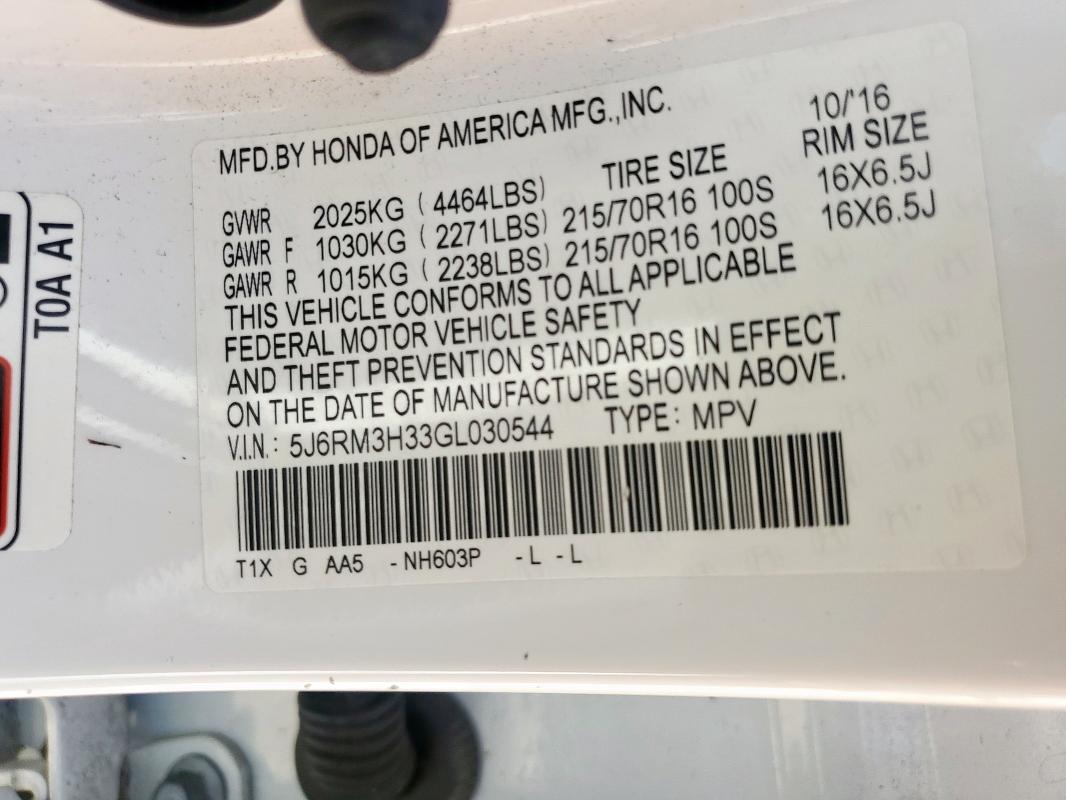 MFD.BY HONDA OF AMERICA MFG.,INC. 10/'16
TIRE SIZE RIM SIZE
GVWR 2025KG ( 4464LBS)
GAWR F 1030KG ( 2271LBS) 215/70R16 100S 16X6.5J
GAWR R 1015KG ( 2238LBS) 215/70R16 100S 16X6.5J
THIS VEHICLE CONFORMS TO ALL APPLICABLE
FEDERAL MOTOR VEHICLE SAFETY
AND THEFT PREVENTION STANDARDS IN EFFECT
ON THE DATE OF MANUFACTURE SHOWN ABOVE.
V.I.N.: 5J6RM3H33GL030544 TYPE: MPV
T1X G AA5 -NH603P -L -L
T0A A1